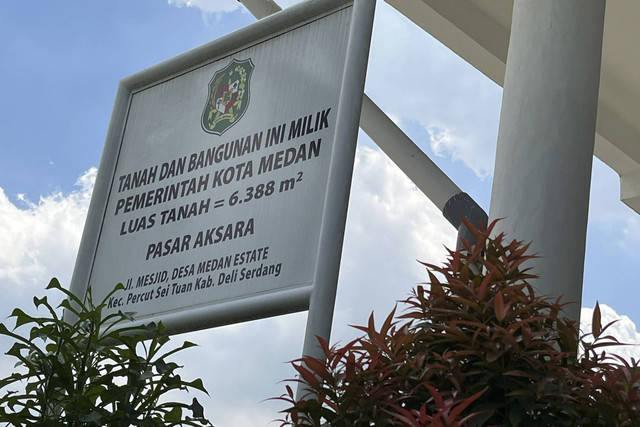 TANAH DAN BANGUNAN INI MILIK
PEMERINTAH KOTA MEDAN
LUAS TANAH = 6.388 m²
PASAR AKSARA
Jl. MESJID, DESA MEDAN ESTATE
Kec. Percut Sei Tuan Kab. Deli Serdang